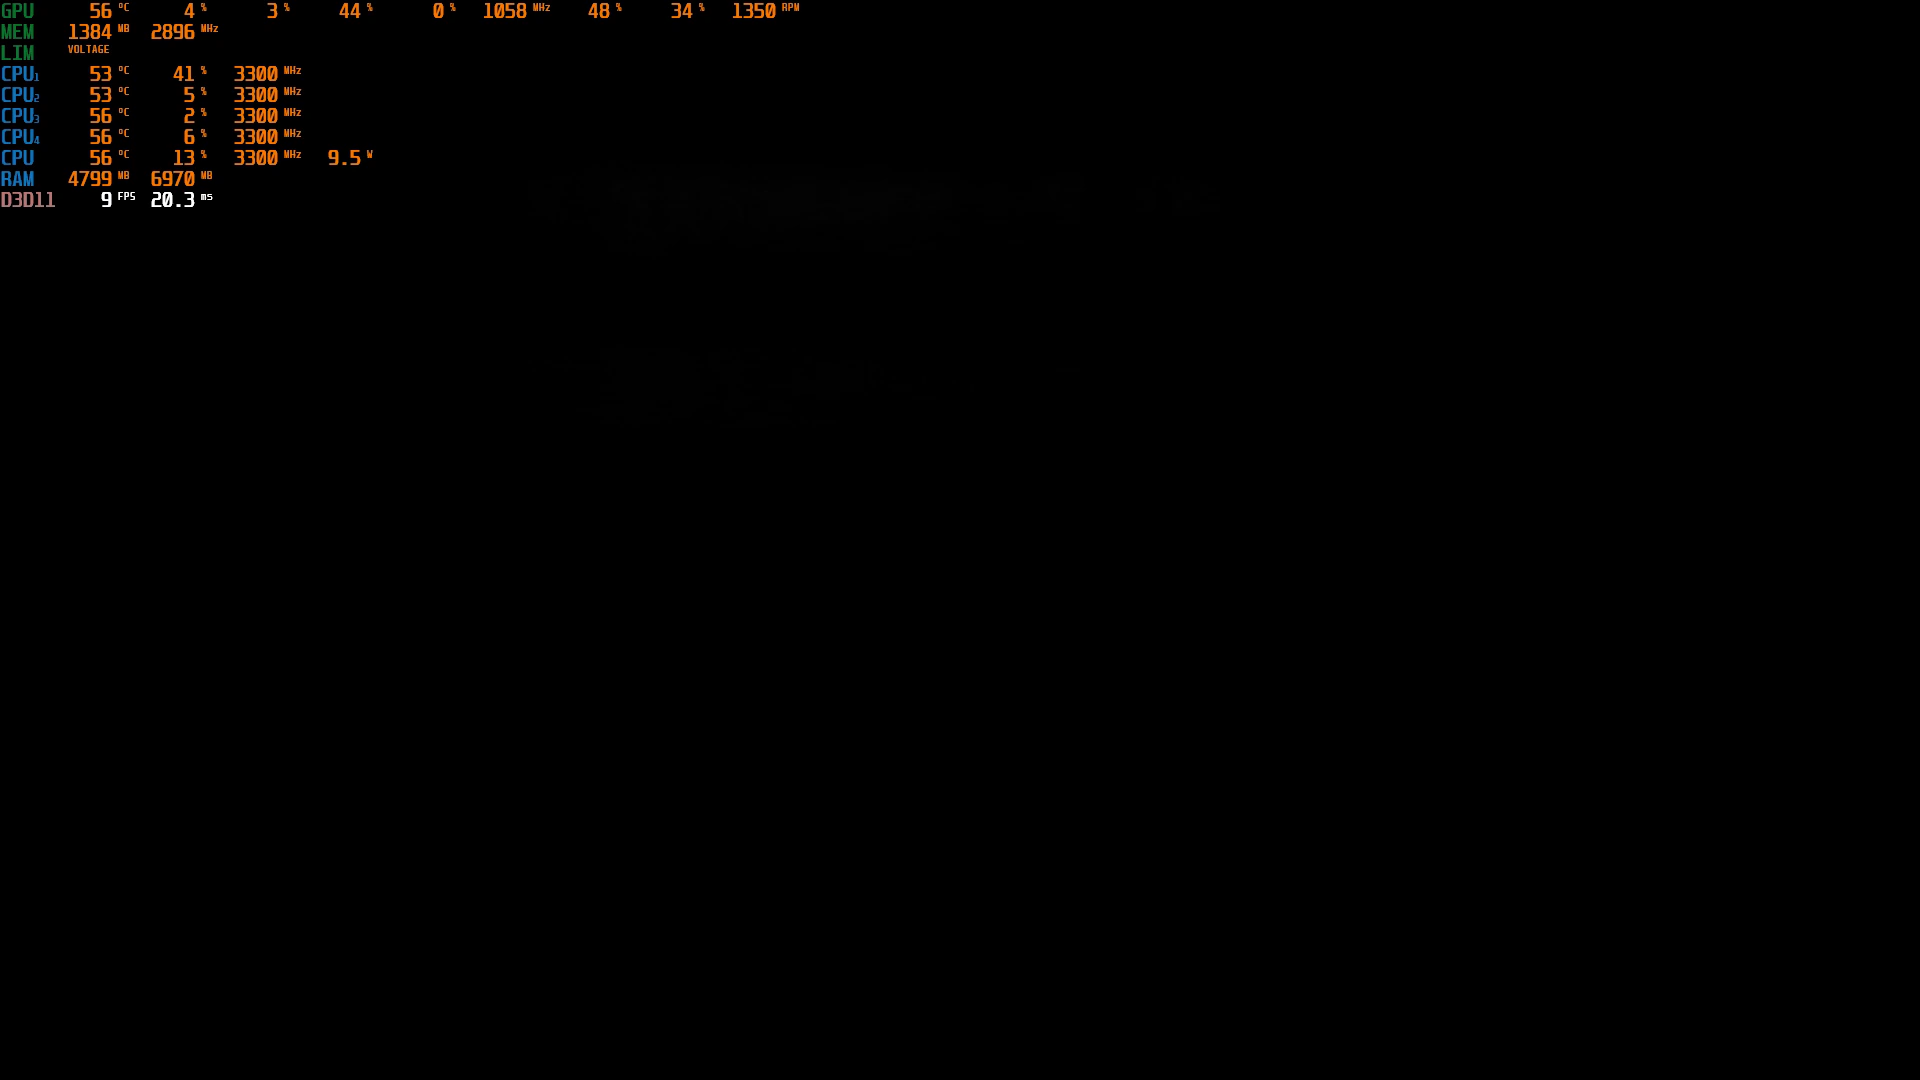 GPU 56 °C 4 % 3 % 44 % 0 % 1058 MHz 48 % 34 % 1350 RPM
MEM 1384 MB 2896 MHz
LIM VOLTAGE
CPU1 53 °C 41 % 3300 MHz
CPU2 53 °C 5 % 3300 MHz
CPU3 56 °C 2 % 3300 MHz
CPU4 56 °C 6 % 3300 MHz
CPU 56 °C 13 % 3300 MHz 9.5 W
RAM 4799 MB 6970 MB
D3D11 9 FPS 20.3 ms